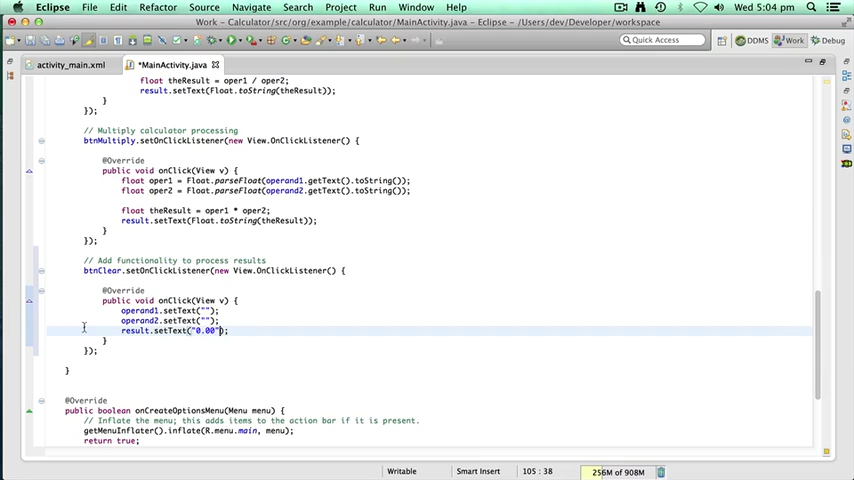 Eclipse File Edit Refactor Source Navigate Search Project Run Window Help Wed 5:04 pm
Work - Calculator/src/org/example/calculator/MainActivity.java - Eclipse - /Users/dev/Developer/workspace
Quick Access DDMS Work Debug
activity_main.xml *MainActivity.java
float theResult = oper1 / oper2;
result.setText(Float.toString(theResult));
}
});
// Multiply calculator processing
btnMultiply.setOnClickListener(new View.OnClickListener() {
@Override
public void onClick(View v) {
float oper1 = Float.parseFloat(operand1.getText().toString());
float oper2 = Float.parseFloat(operand2.getText().toString());
float theResult = oper1 * oper2;
result.setText(Float.toString(theResult));
}
});
// Add functionality to process results
btnClear.setOnClickListener(new View.OnClickListener() {
@Override
public void onClick(View v) {
operand1.setText("");
operand2.setText("");
result.setText("0.00");
}
});
}
@Override
public boolean onCreateOptionsMenu(Menu menu) {
// Inflate the menu; this adds items to the action bar if it is present.
getMenuInflater().inflate(R.menu.main, menu);
return true;
Writable Smart Insert 105 : 38 256M of 908M